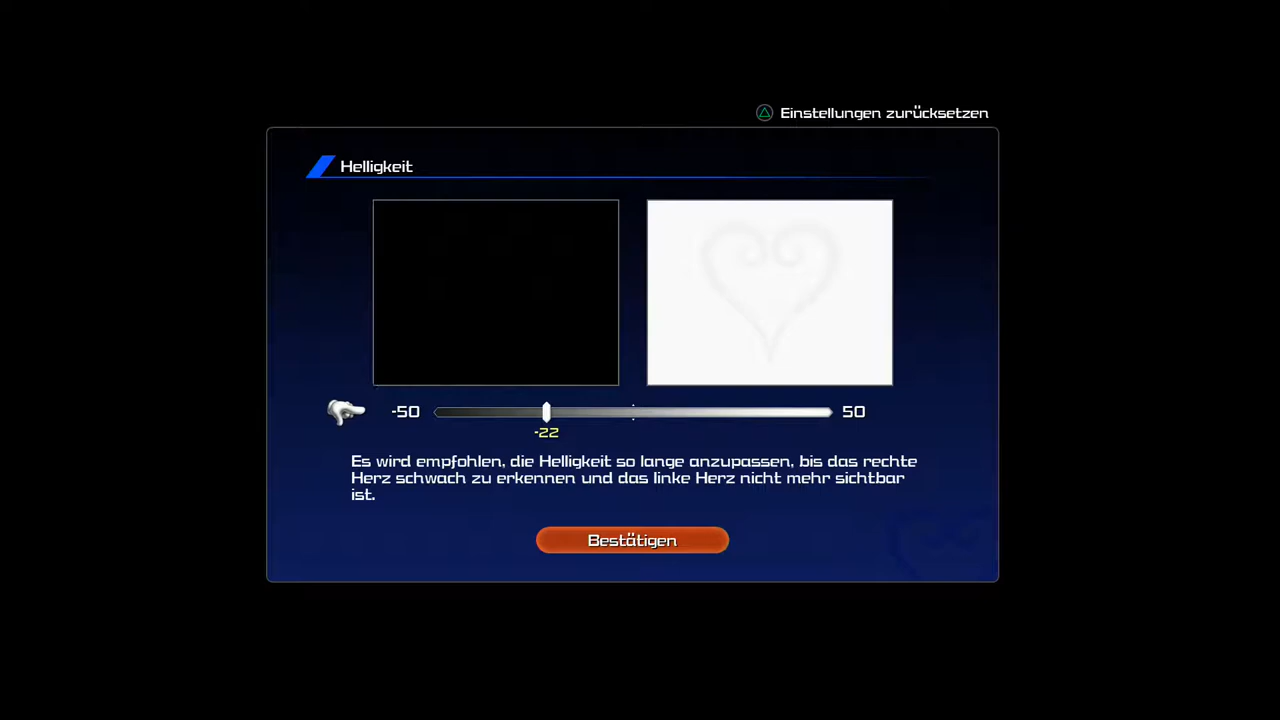 Einstellungen zurücksetzen
Helligkeit
-50
50
-22
Es wird empfohlen, die Helligkeit so lange anzupassen, bis das rechte
Herz schwach zu erkennen und das linke Herz nicht mehr sichtbar
ist.
Bestätigen